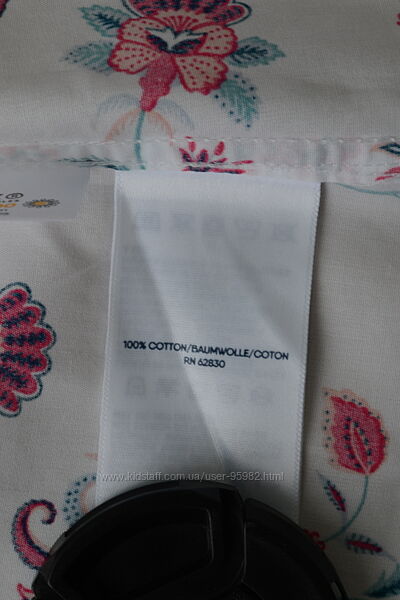 100% COTTON/BAUMWOLLE/COTON
RN 62830
www.kidstaff.com.ua/user-95982.html